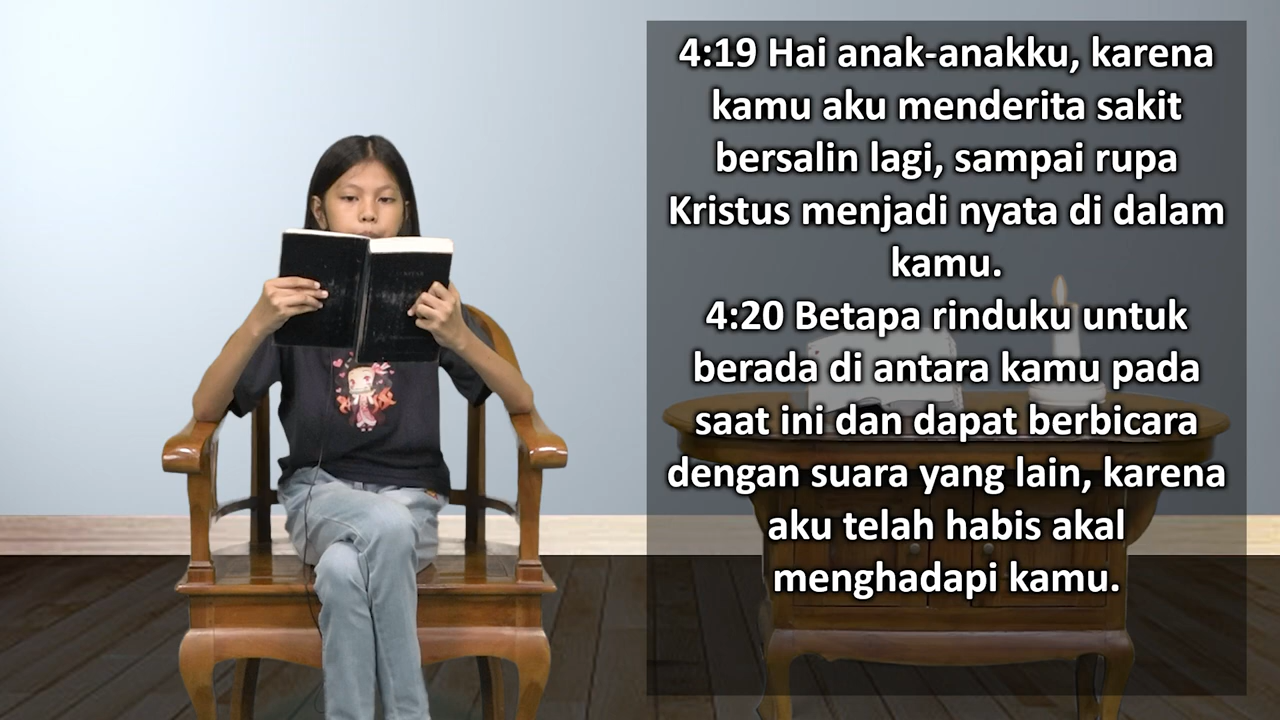 4:19 Hai anak-anakku, karena
kamu aku menderita sakit
bersalin lagi, sampai rupa
Kristus menjadi nyata di dalam
kamu.
4:20 Betapa rinduku untuk
berada di antara kamu pada
saat ini dan dapat berbicara
dengan suara yang lain, karena
aku telah habis akal
menghadapi kamu.